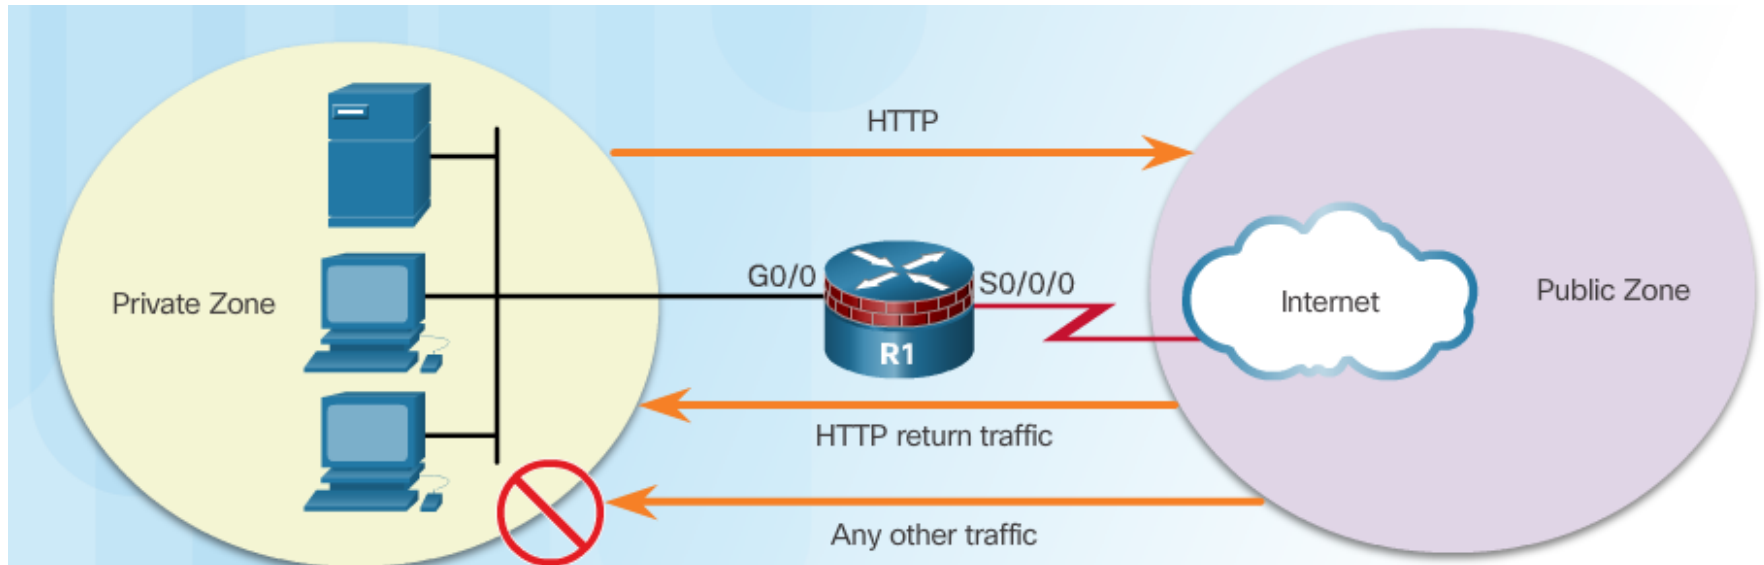 HTTP
Private Zone
G0/0
S0/0/0
R1
Internet
Public Zone
HTTP return traffic
Any other traffic